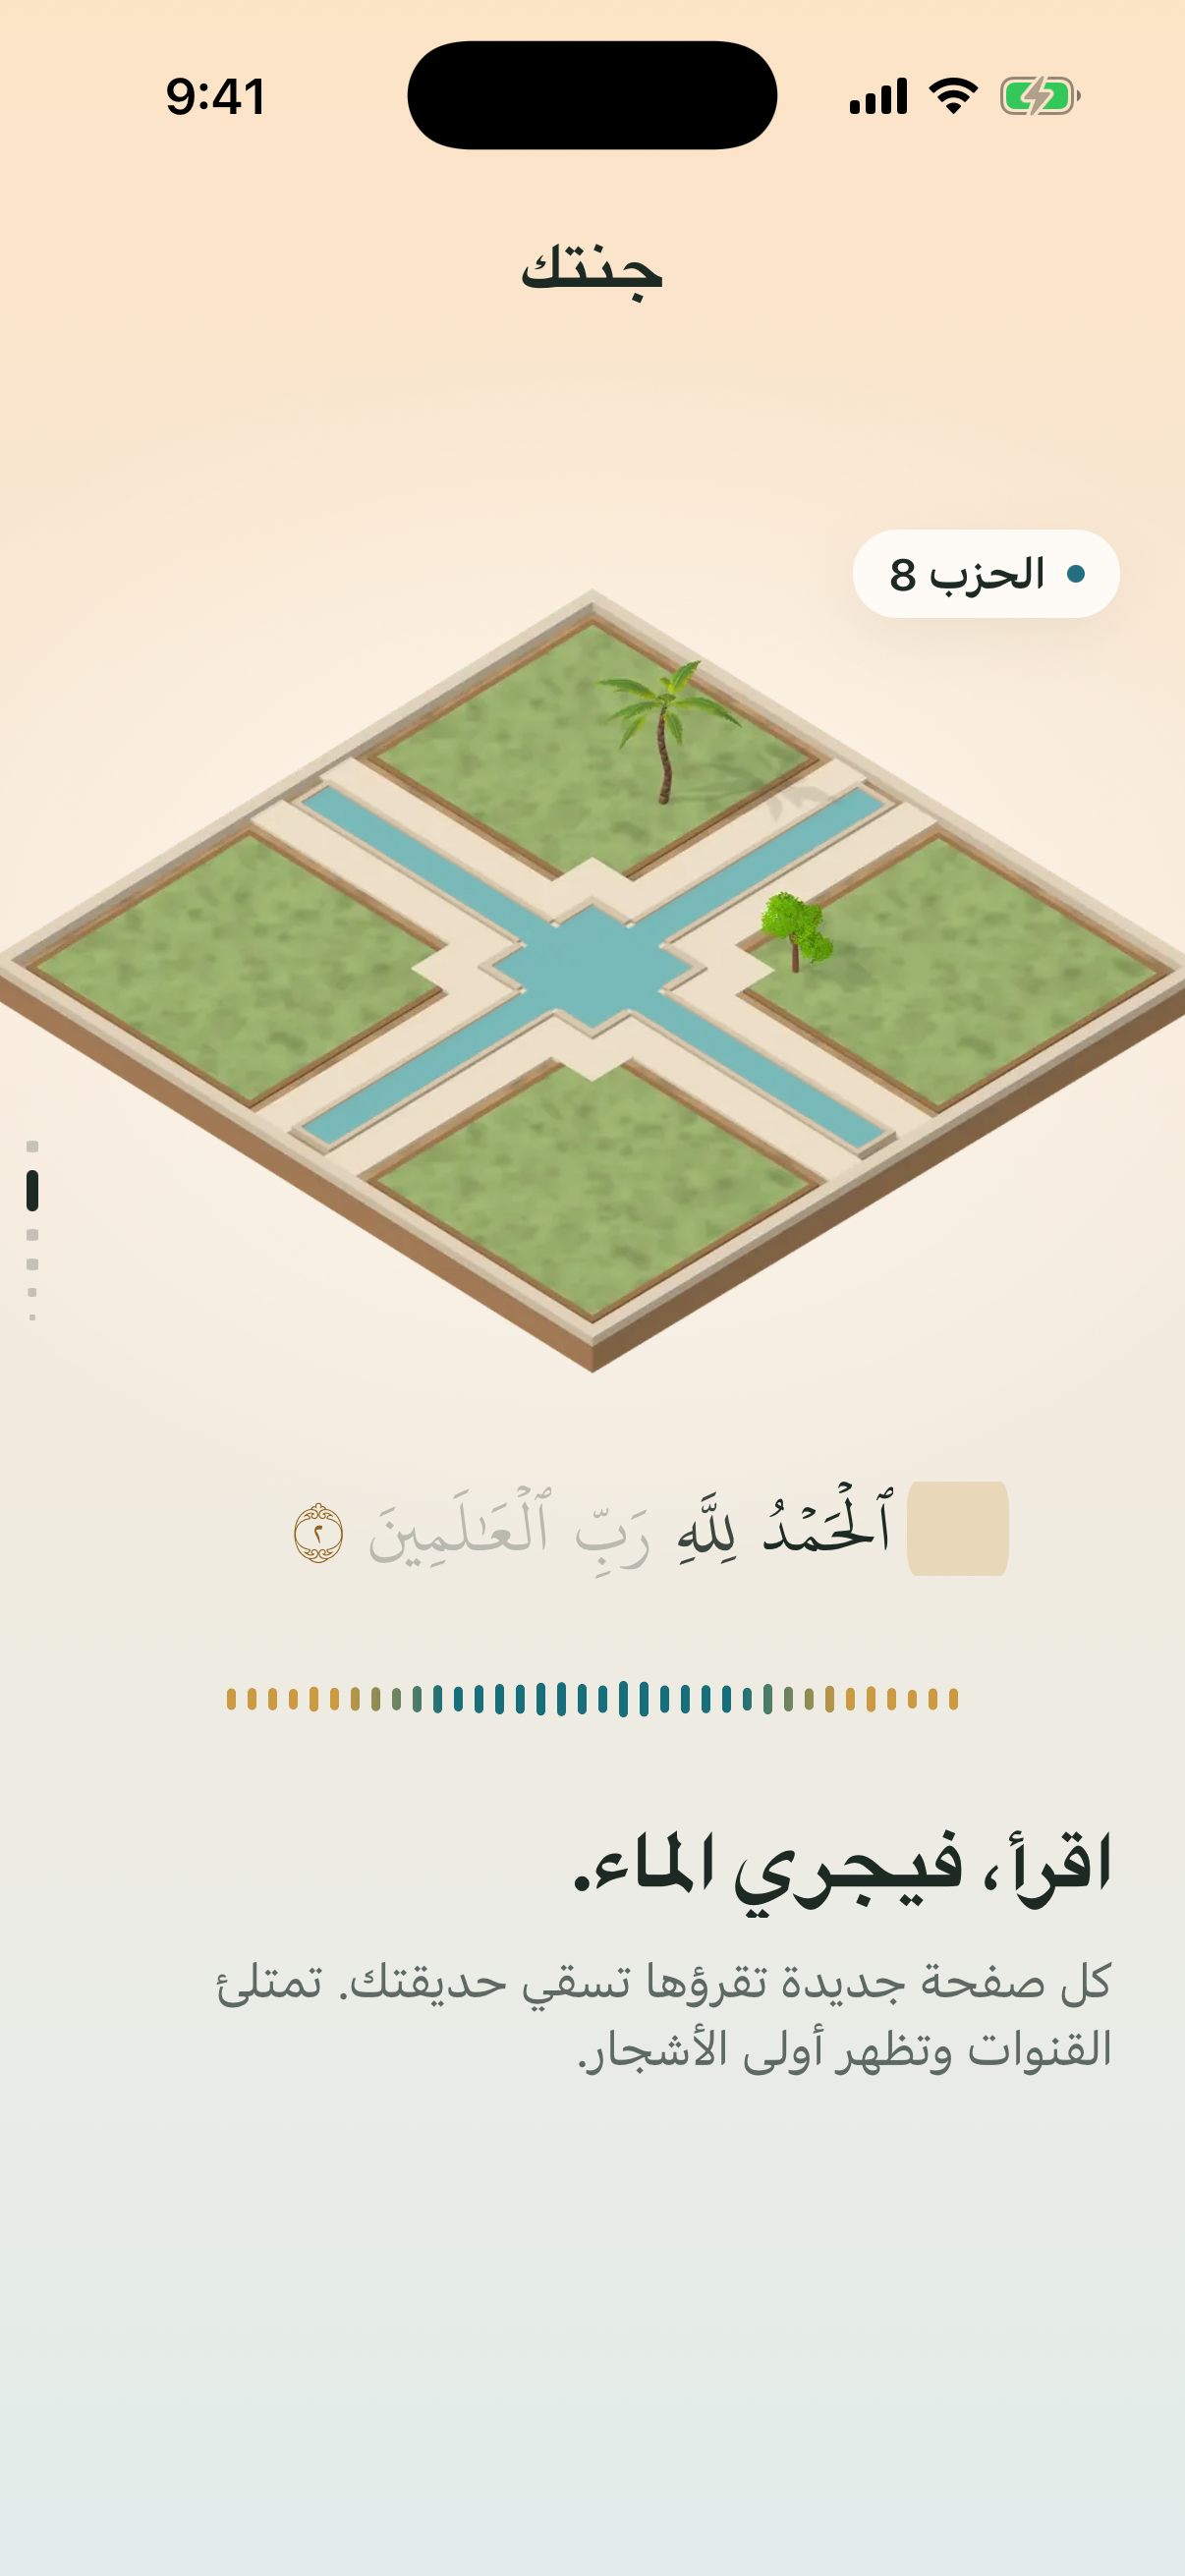 9:41
جنتك
الحزب 8
ٱلْحَمْدُ لِلَّهِ رَبِّ ٱلْعَـٰلَمِينَ ٢
اقرأ، فيجري الماء.
كل صفحة جديدة تقرؤها تسقي حديقتك. تمتلئ
القنوات وتظهر أولى الأشجار.